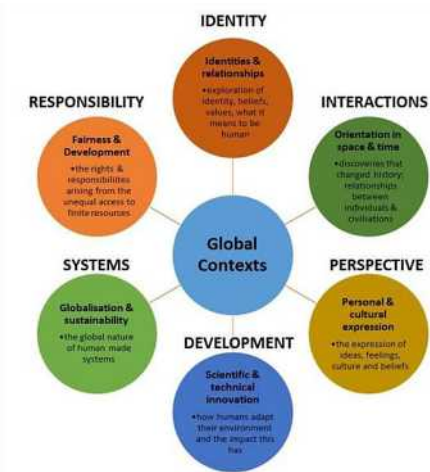 IDENTITY
Identities &
relationships
•exploration of
identity, beliefs,
values, what it
means to be
human
RESPONSIBILITY
Fairness &
Development
•the rights &
responsibilities
arising from the
unequal access to
finite resources
INTERACTIONS
Orientation in
space & time
•discoveries that
changed history;
relationships
between
individuals &
civilisations
Global
Contexts
SYSTEMS
Globalisation &
sustainability
•the global nature
of human made
systems
PERSPECTIVE
Personal &
cultural
expression
•the expression of
ideas, feelings,
culture and beliefs
DEVELOPMENT
Scientific &
technical
innovation
•how humans adapt
their environment
and the impact this
has